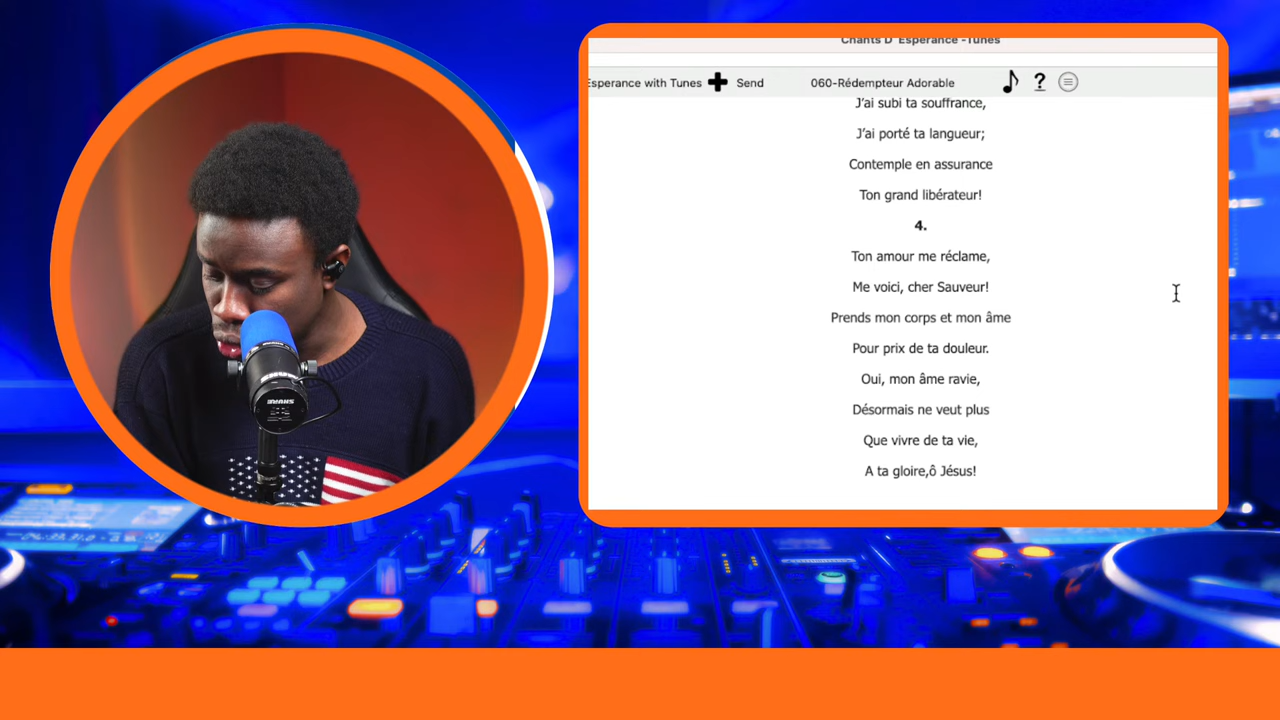 Chants D' Esperance -Tunes
Esperance with Tunes
Send
060-Rédempteur Adorable
?
J'ai subi ta souffrance,
J'ai porté ta langueur;
Contemple en assurance
Ton grand libérateur!
4.
Ton amour me réclame,
Me voici, cher Sauveur!
Prends mon corps et mon âme
Pour prix de ta douleur.
Oui, mon âme ravie,
Désormais ne veut plus
Que vivre de ta vie,
A ta gloire,ô Jésus!
SHURE